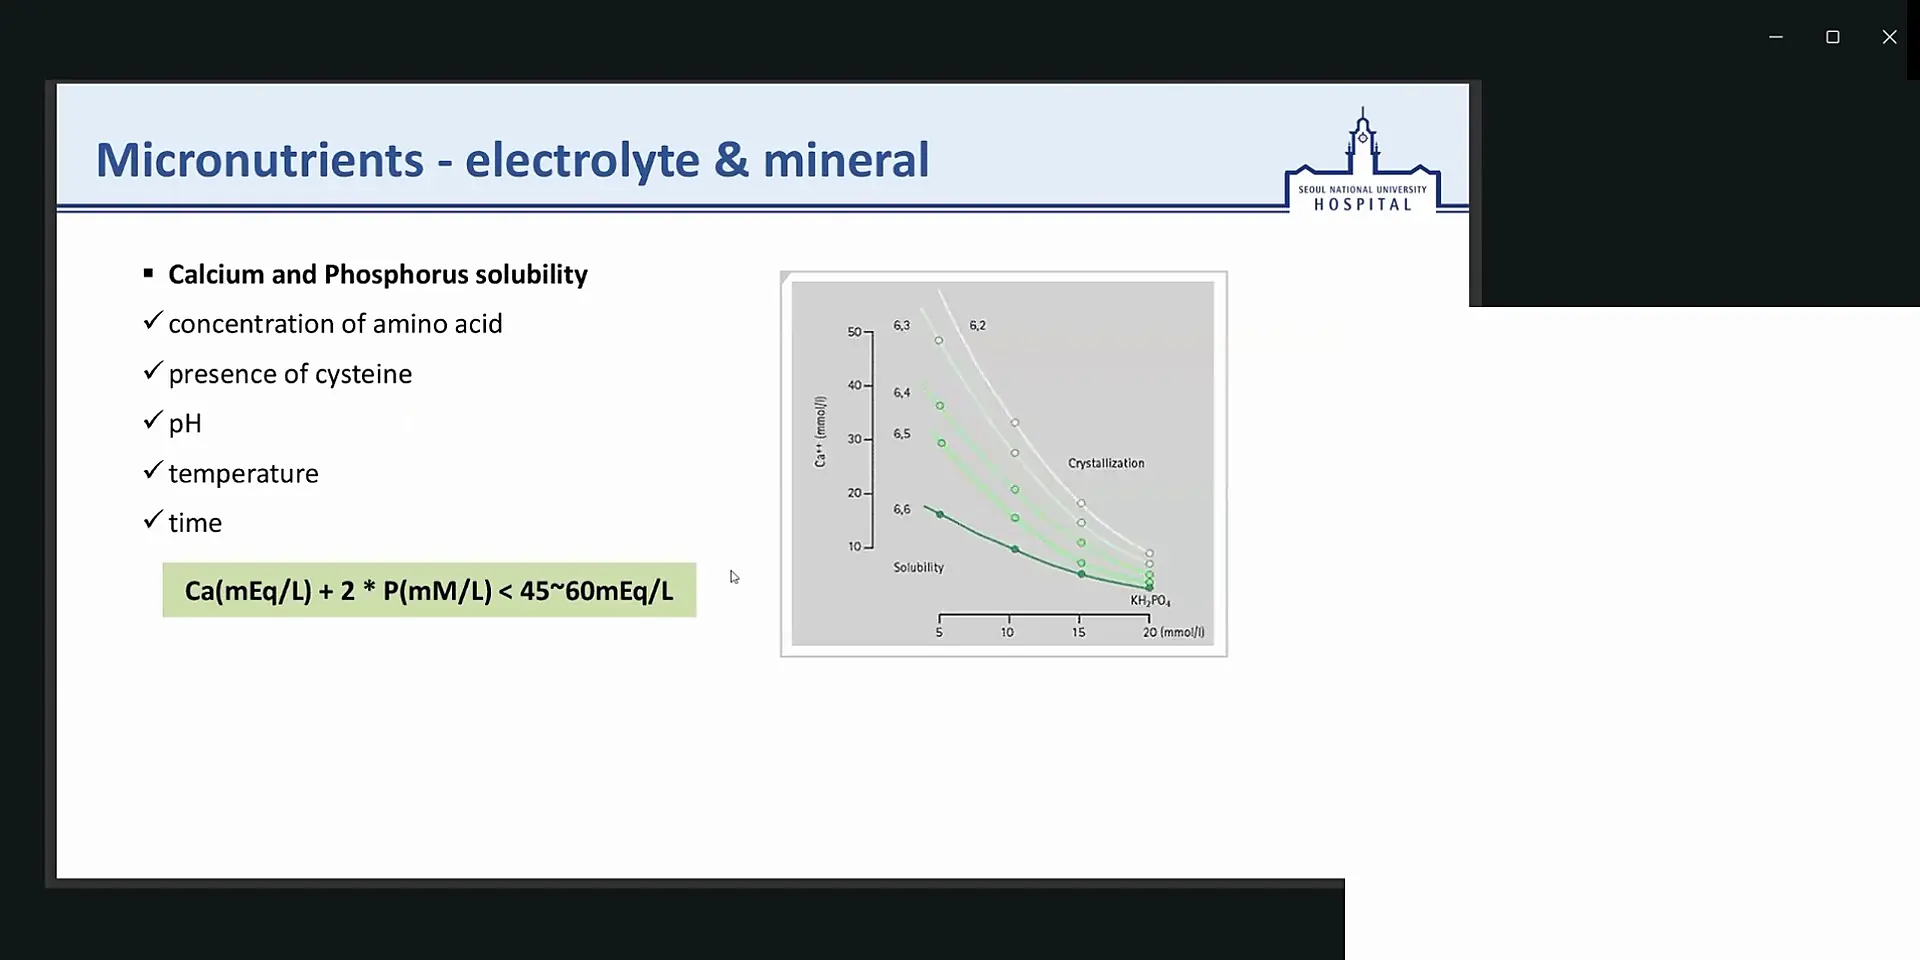 Micronutrients - electrolyte & mineral
SEOUL NATIONAL UNIVERSITY
HOSPITAL
▪ Calcium and Phosphorus solubility
✓ concentration of amino acid
✓ presence of cysteine
✓ pH
✓ temperature
✓ time
Ca(mEq/L) + 2 * P(mM/L) < 45~60mEq/L
Ca⁺⁺ (mmol/l)
50
40
30
20
10
6,3
6,2
6,4
6,5
6,6
Crystallization
Solubility
KH₂PO₄
5 10 15 20 (mmol/l)